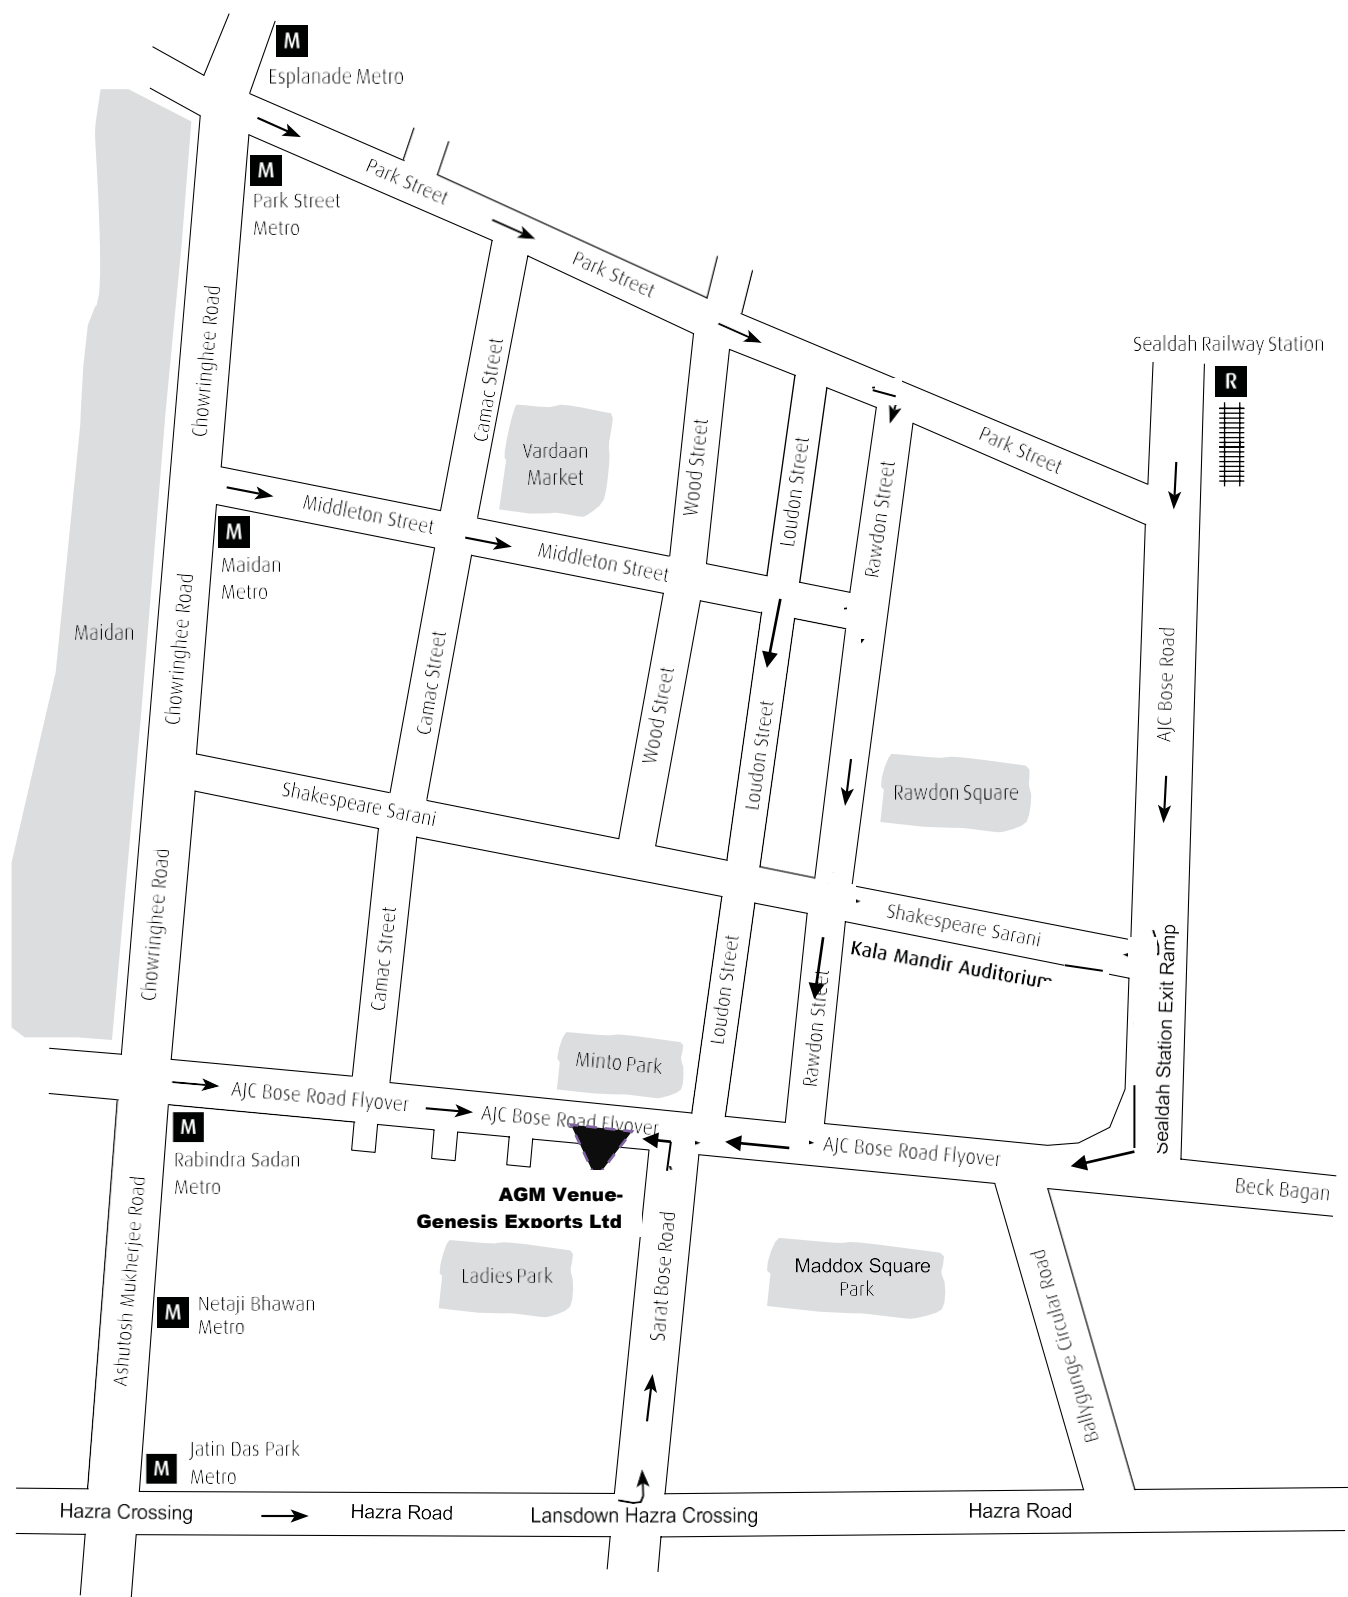 M
Esplanade Metro
M
Park Street
Metro
Park Street
Park Street
Park Street
Sealdah Railway Station
R
Chowringhee Road
Camac Street
Vardaan
Market
Wood Street
Loudon Street
Rawdon Street
Middleton Street
Middleton Street
M
Maidan
Metro
Maidan
Chowringhee Road
Camac Street
Wood Street
Loudon Street
AJC Bose Road
Rawdon Square
Shakespeare Sarani
Shakespeare Sarani
Kala Mandir Auditorium
Chowringhee Road
Camac Street
Loudon Street
Rawdon Street
Sealdah Station Exit Ramp
Minto Park
AJC Bose Road Flyover
AJC Bose Road Flyover
AJC Bose Road Flyover
M
Rabindra Sadan
Metro
AGM Venue-
Genesis Exports Ltd
Beck Bagan
Ashutosh Mukherjee Road
Sarat Bose Road
Ladies Park
Maddox Square
Park
Ballygunge Circular Road
M
Netaji Bhawan
Metro
M
Jatin Das Park
Metro
Hazra Crossing
Hazra Road
Lansdown Hazra Crossing
Hazra Road